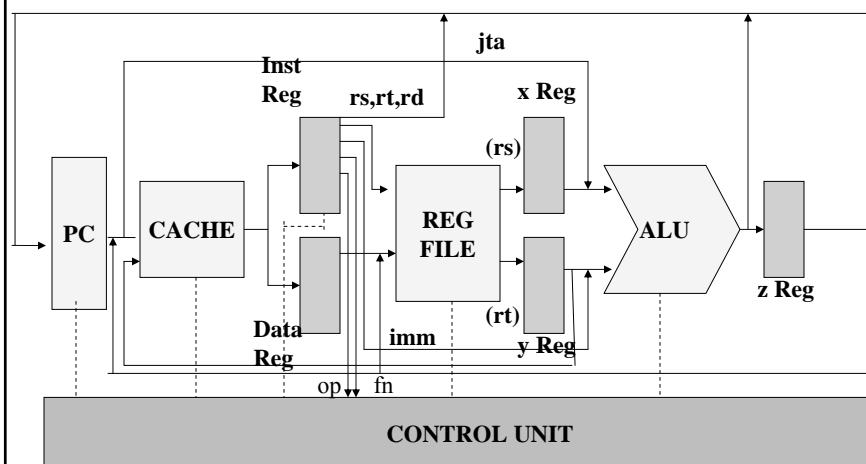 jta
Inst
Reg
rs,rt,rd
x Reg
(rs)
PC
CACHE
REG
FILE
ALU
z Reg
Data
Reg
imm
(rt)
y Reg
op
fn
CONTROL UNIT